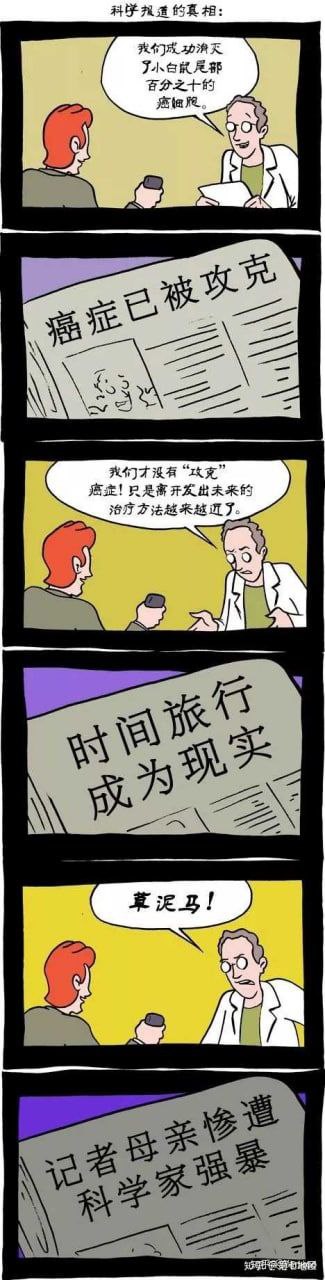 科学报道的真相：
我们成功消灭
了小白鼠尾部
百分之十的
癌细胞。
癌症已被攻克
我们才没有“攻克”
癌症！只是离开发出未来的
治疗方法越来越近了。
时间旅行
成为现实
草泥马！
记者母亲惨遭
科学家强暴